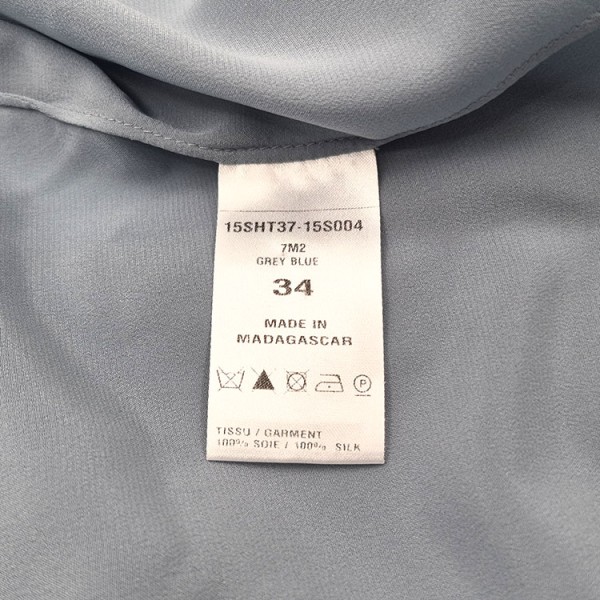 15SHT37-15S004
7M2
GREY BLUE
34
MADE IN
MADAGASCAR
P
TISSU / GARMENT
100% SOIE / 100% SILK